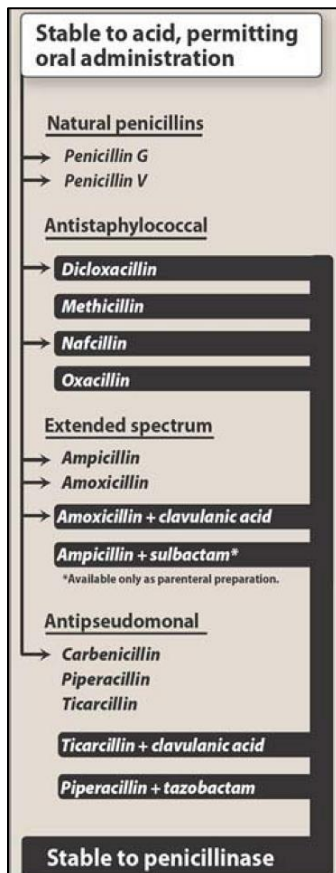 Stable to acid, permitting
oral administration
Natural penicillins
Penicillin G
Penicillin V
Antistaphylococcal
Dicloxacillin
Methicillin
Nafcillin
Oxacillin
Extended spectrum
Ampicillin
Amoxicillin
Amoxicillin + clavulanic acid
Ampicillin + sulbactam*
*Available only as parenteral preparation.
Antipseudomonal
Carbenicillin
Piperacillin
Ticarcillin
Ticarcillin + clavulanic acid
Piperacillin + tazobactam
Stable to penicillinase